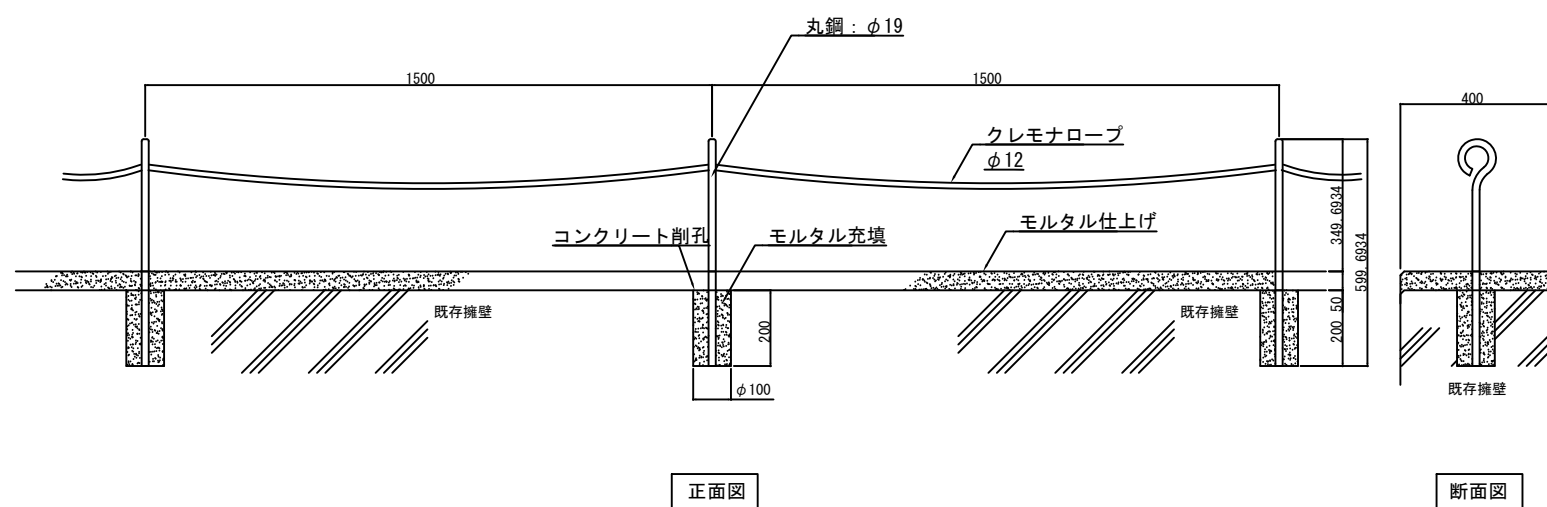 丸鋼：φ19
1500
1500
400
クレモナロープ
φ12
コンクリート削孔
モルタル充填
モルタル仕上げ
349.6934
599.6934
50
200
200
既存擁壁
既存擁壁
φ100
既存擁壁
正面図
断面図